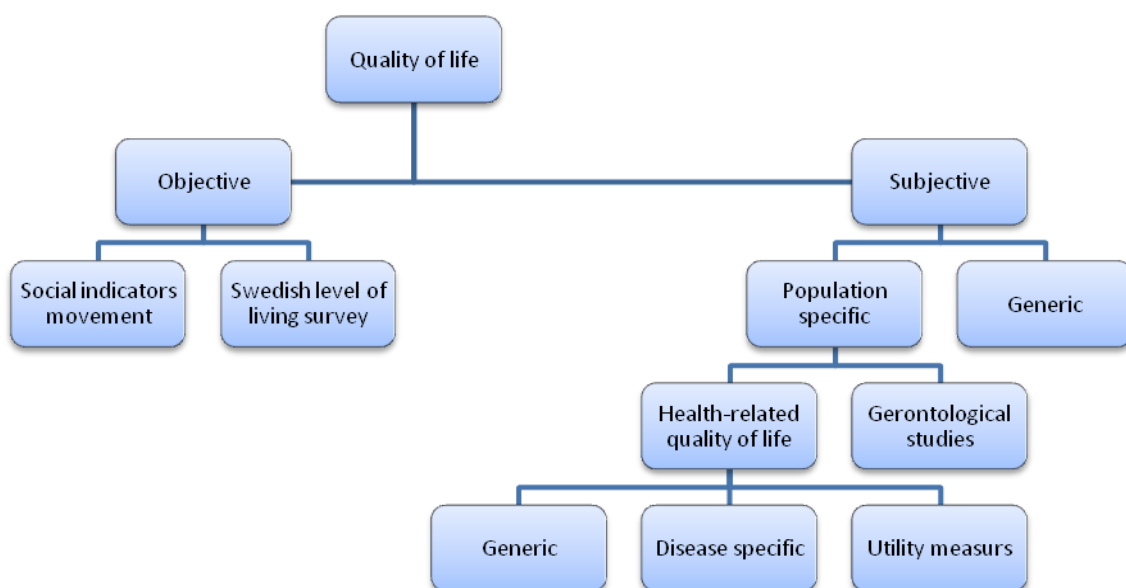 Quality of life
Objective
Subjective
Social indicators
movement
Swedish level of
living survey
Population
specific
Generic
Health-related
quality of life
Gerontological
studies
Generic
Disease specific
Utility measurs